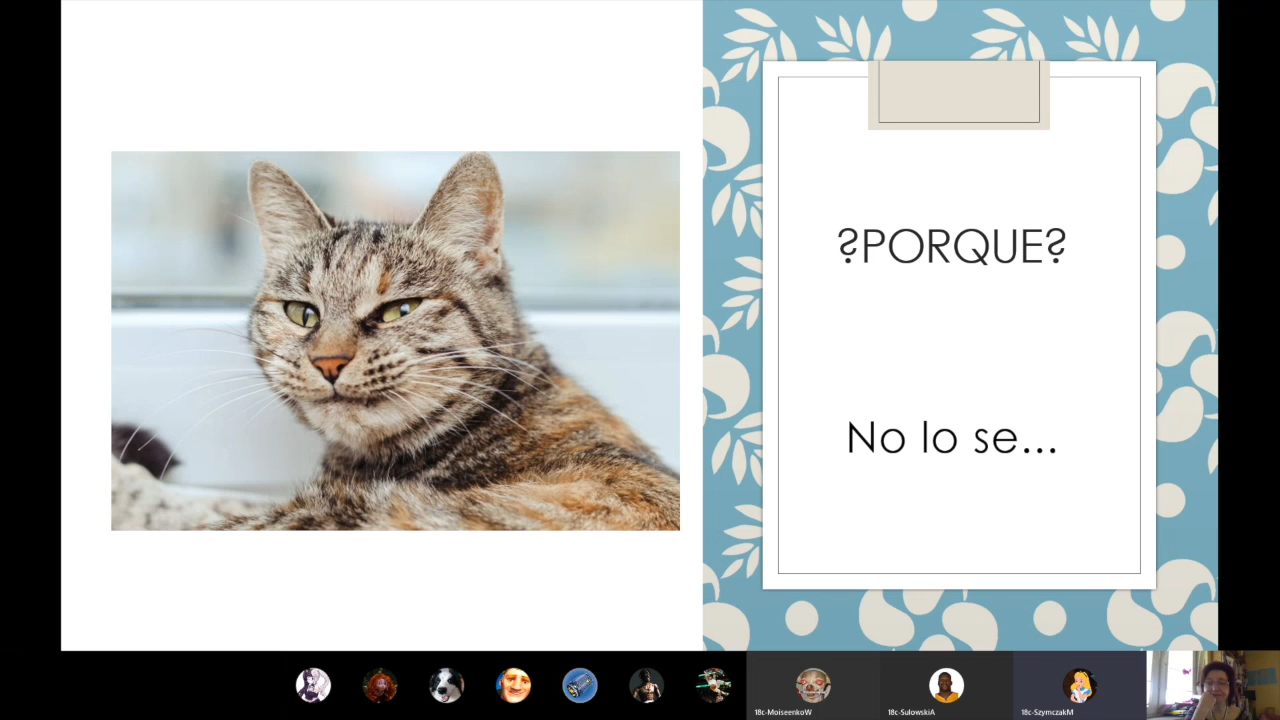 ?PORQUE?
No lo se...
18c-MoiseenkoW
18c-SulowskiA
18c-SzymczakM